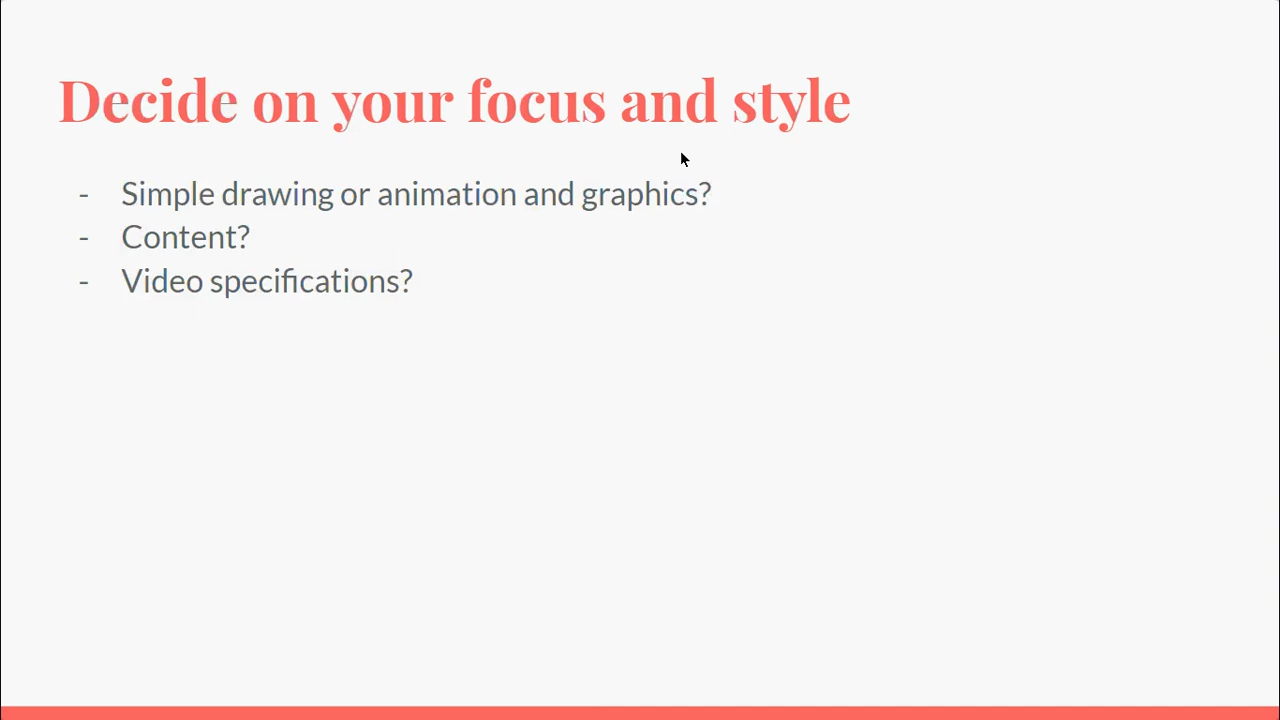 Decide on your focus and style
- Simple drawing or animation and graphics?
- Content?
- Video specifications?